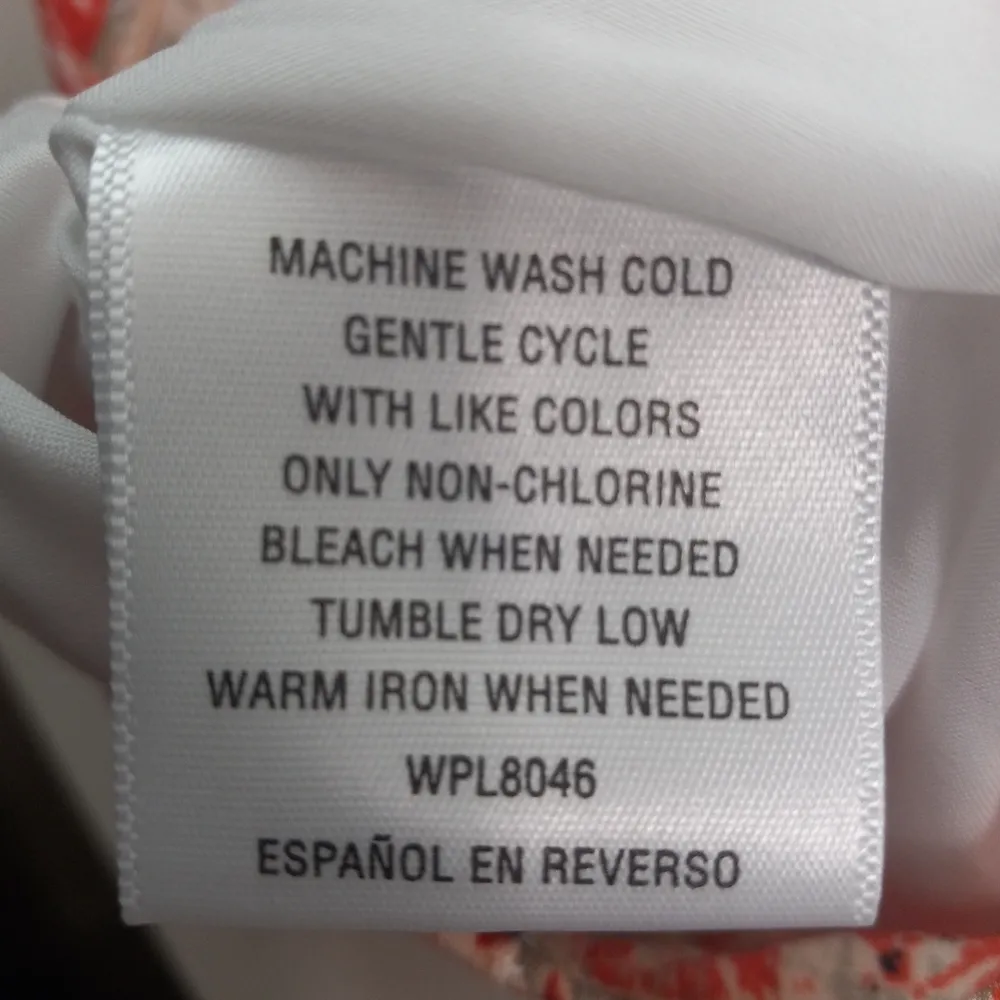 MACHINE WASH COLD
GENTLE CYCLE
WITH LIKE COLORS
ONLY NON-CHLORINE
BLEACH WHEN NEEDED
TUMBLE DRY LOW
WARM IRON WHEN NEEDED
WPL8046
ESPAÑOL EN REVERSO